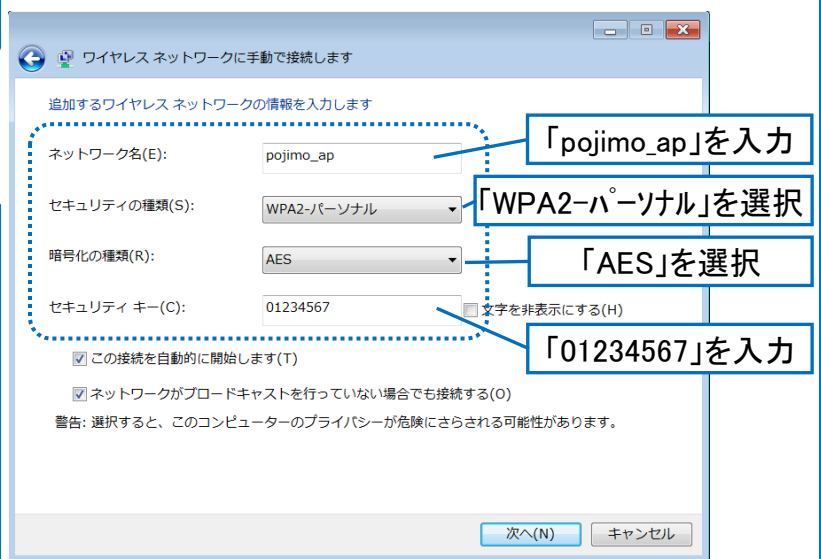 ワイヤレス ネットワークに手動で接続します
追加するワイヤレス ネットワークの情報を入力します
ネットワーク名(E): pojimo_ap 「pojimo_ap」を入力
セキュリティの種類(S): WPA2-パーソナル 「WPA2-ﾊﾟｰｿﾅﾙ」を選択
暗号化の種類(R): AES 「AES」を選択
セキュリティ キー(C): 01234567 文字を非表示にする(H)
「01234567」を入力
この接続を自動的に開始します(T)
ネットワークがブロードキャストを行っていない場合でも接続する(O)
警告: 選択すると、このコンピューターのプライバシーが危険にさらされる可能性があります。
次へ(N) キャンセル